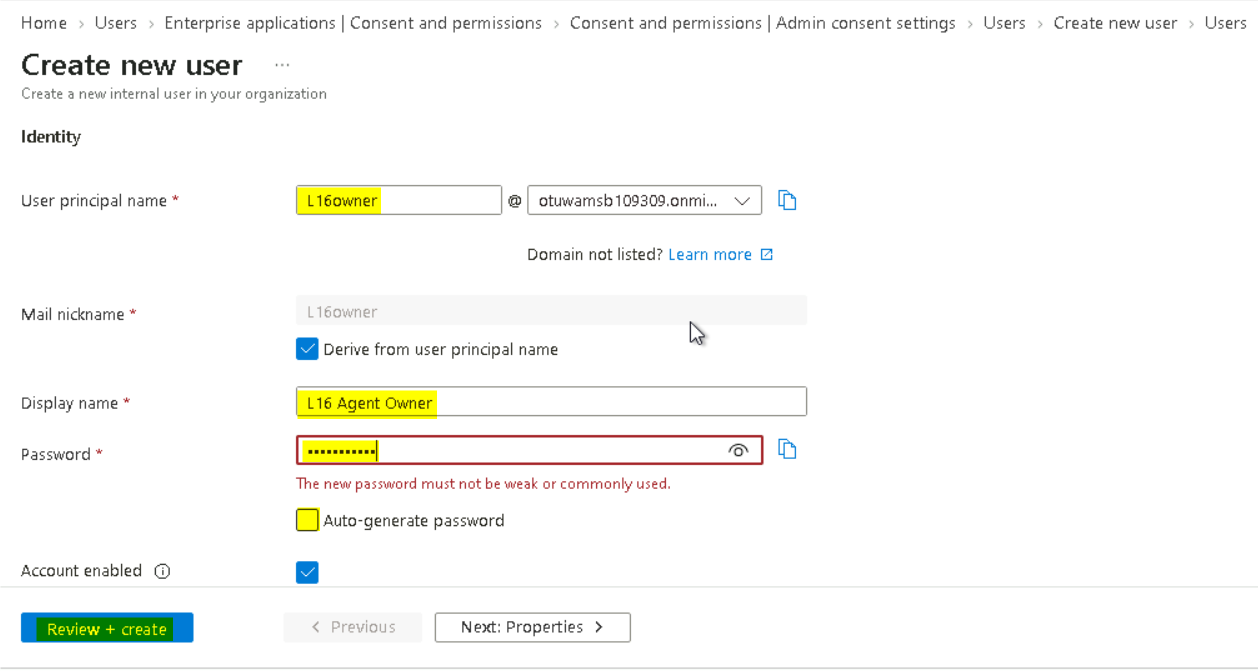 Home > Users > Enterprise applications | Consent and permissions > Consent and permissions | Admin consent settings > Users > Create new user > Users
Create new user ...
Create a new internal user in your organization
Identity
User principal name * L16owner @ otuwamsb109309.onmi...
Domain not listed? Learn more
Mail nickname * L16owner
Derive from user principal name
Display name * L16 Agent Owner
Password * •••••••••••
The new password must not be weak or commonly used.
Auto-generate password
Account enabled
Review + create < Previous Next: Properties >